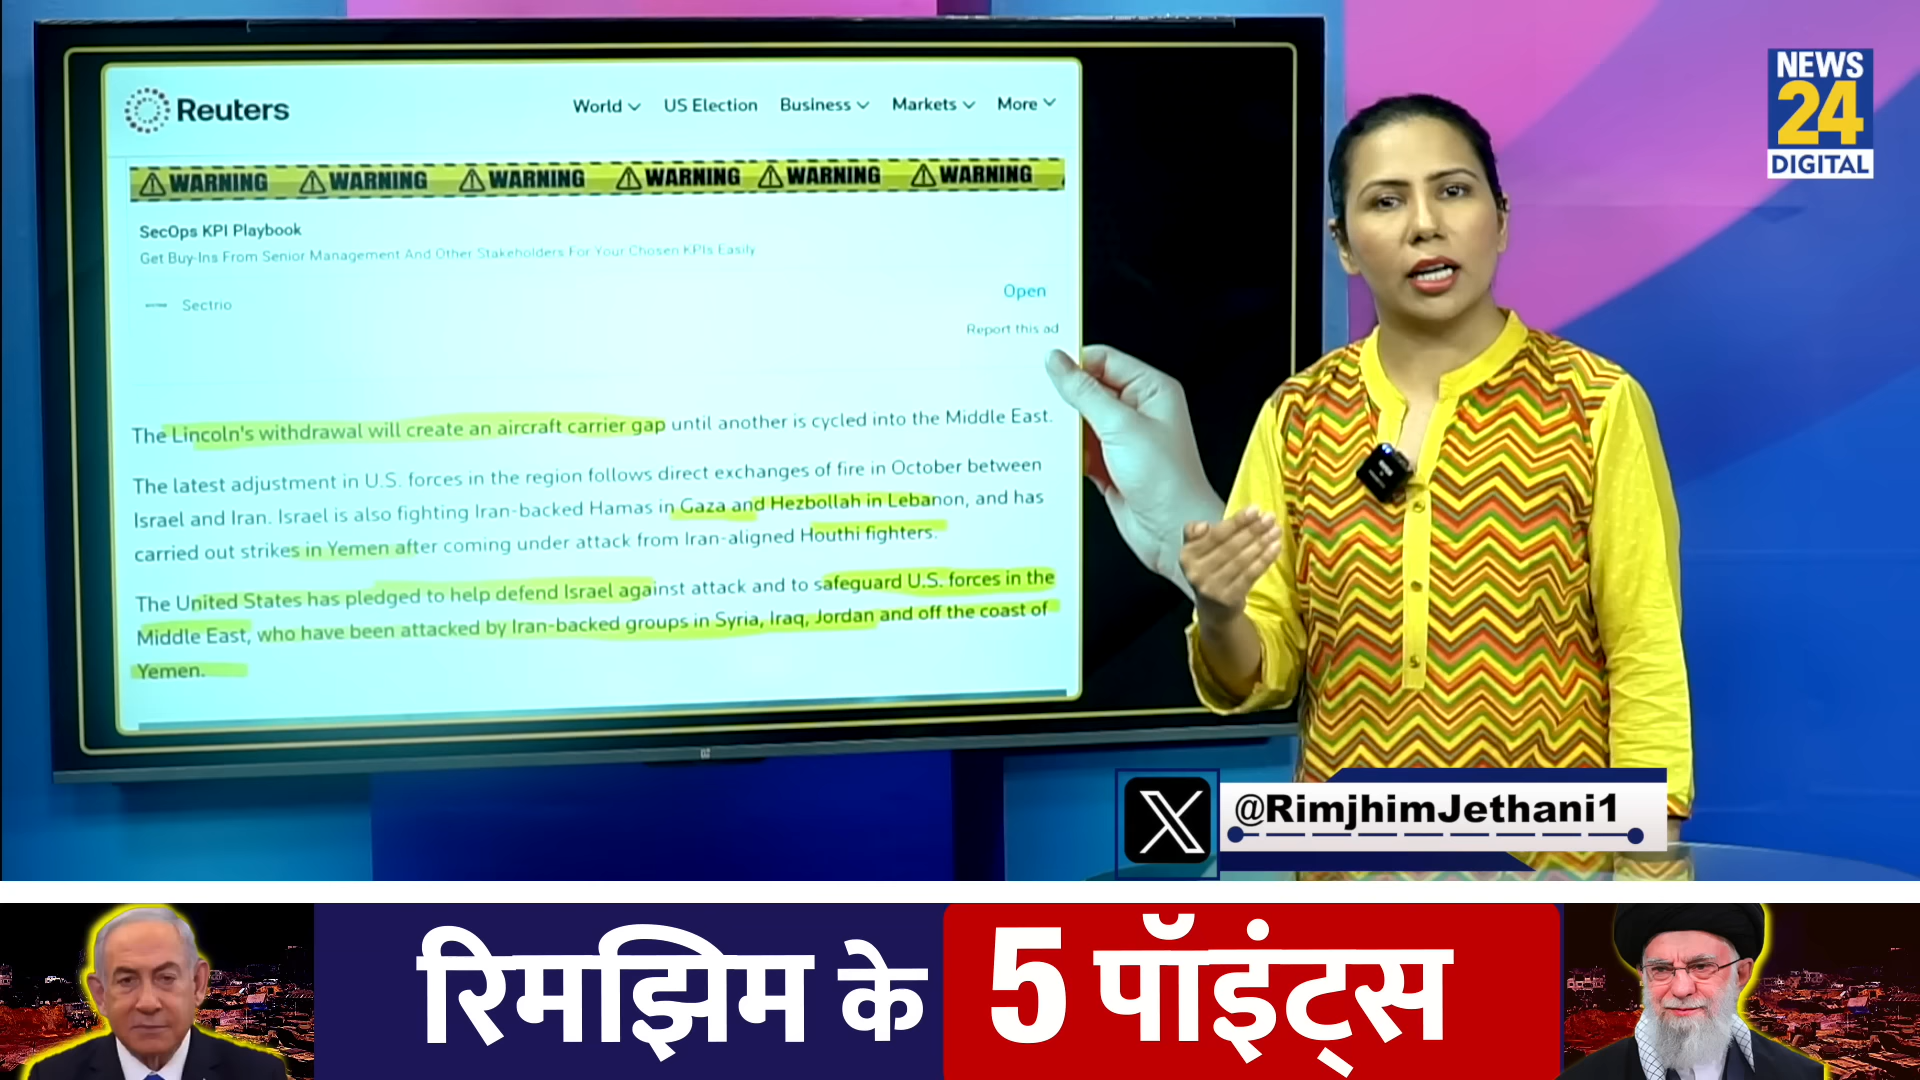 Reuters
World
US Election
Business
Markets
More
WARNING WARNING WARNING WARNING WARNING WARNING
SecOps KPI Playbook
Get Buy-Ins From Senior Management And Other Stakeholders For Your Chosen KPIs Easily
Sectrio
Open
Report this ad
The Lincoln's withdrawal will create an aircraft carrier gap until another is cycled into the Middle East.
The latest adjustment in U.S. forces in the region follows direct exchanges of fire in October between
Israel and Iran. Israel is also fighting Iran-backed Hamas in Gaza and Hezbollah in Lebanon, and has
carried out strikes in Yemen after coming under attack from Iran-aligned Houthi fighters.
The United States has pledged to help defend Israel against attack and to safeguard U.S. forces in the
Middle East, who have been attacked by Iran-backed groups in Syria, Iraq, Jordan and off the coast of
Yemen.
NEWS
24
DIGITAL
X @RimjhimJethani1
रिमझिम के 5 पॉइंट्स